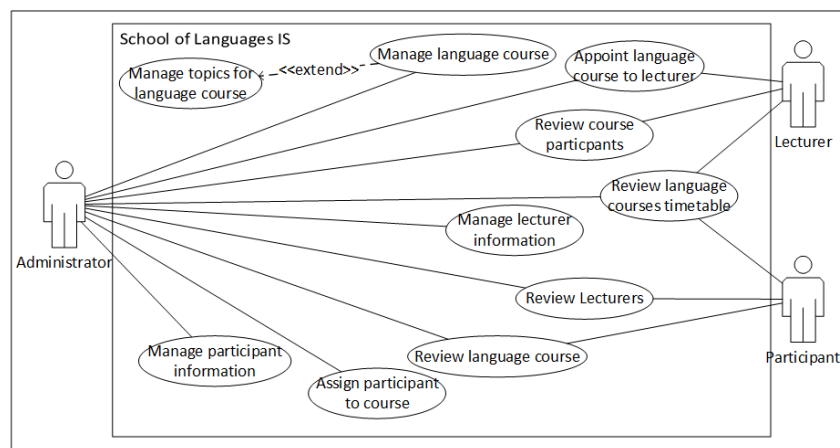 School of Languages IS
Manage language course
Appoint language
course to lecturer
<<extend>>
Manage topics for
language course
Review course
particpants
Lecturer
Review language
courses timetable
Manage lecturer
information
Administrator
Review Lecturers
Manage participant
information
Review language course
Participant
Assign participant
to course